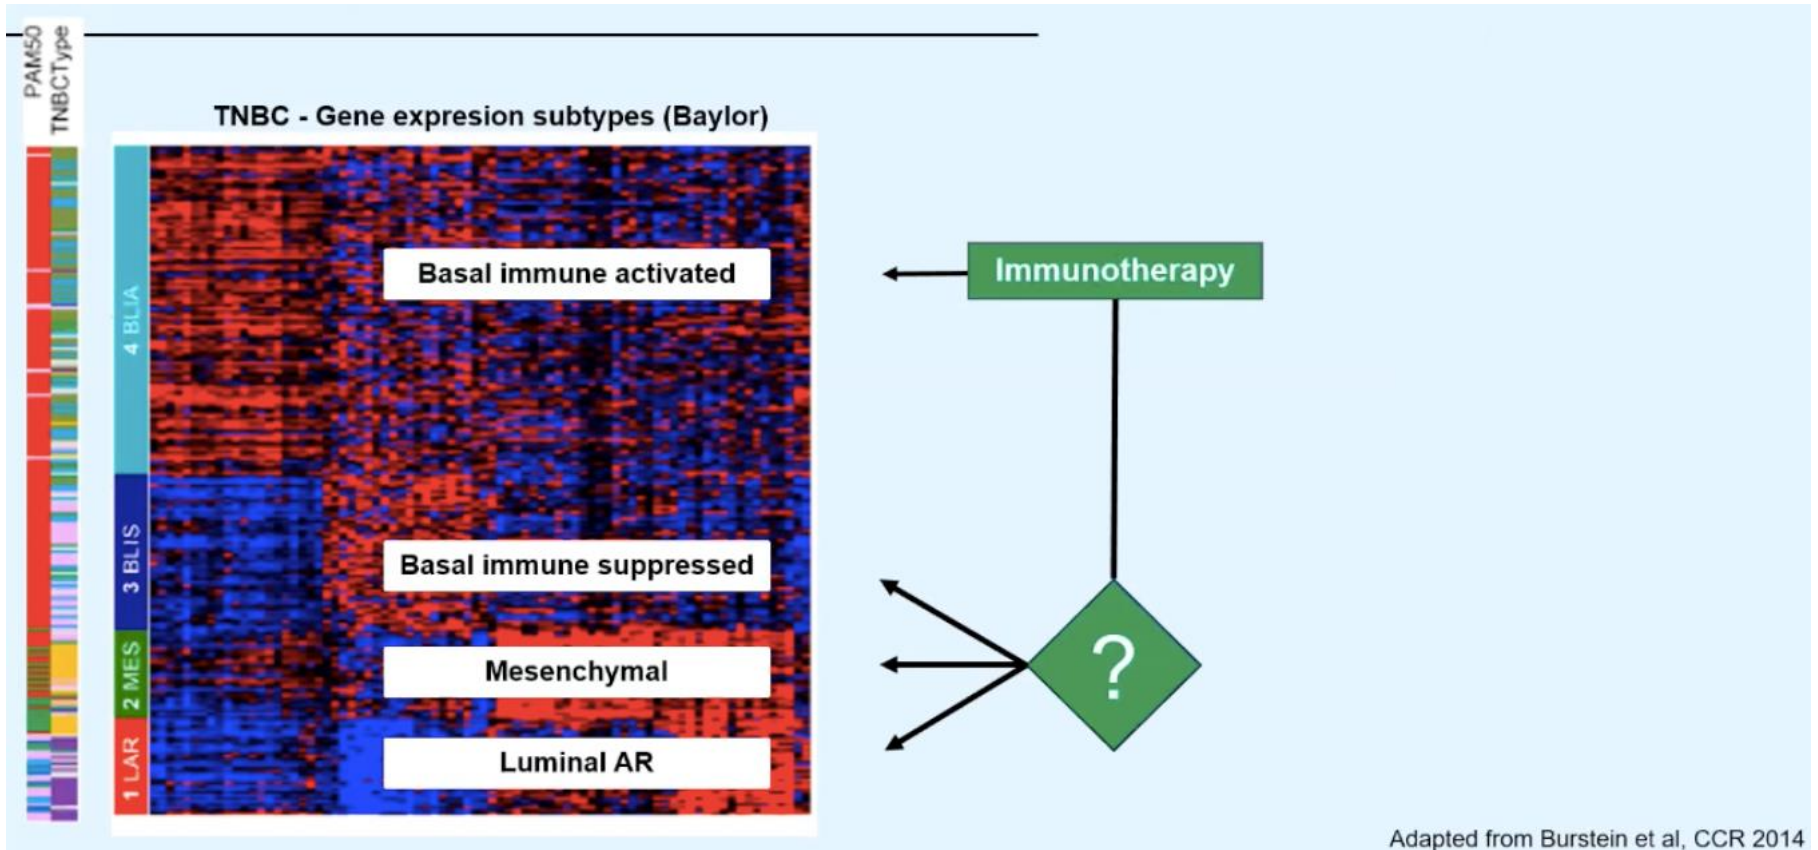 PAM50
TNBCType
TNBC - Gene expresion subtypes (Baylor)
4 BLIA
Basal immune activated
Immunotherapy
3 BLIS
Basal immune suppressed
2 MES
Mesenchymal
?
1 LAR
Luminal AR
Adapted from Burstein et al, CCR 2014